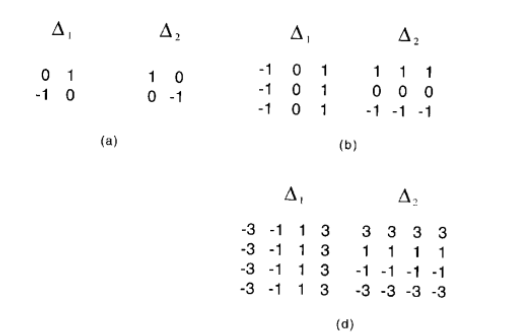 Δ₁ Δ₂
0 1 1 0
-1 0 0 -1
(a)
Δ₁ Δ₂
-1 0 1 1 1 1
-1 0 1 0 0 0
-1 0 1 -1 -1 -1
(b)
Δ₁ Δ₂
-3 -1 1 3 3 3 3 3
-3 -1 1 3 1 1 1 1
-3 -1 1 3 -1 -1 -1 -1
-3 -1 1 3 -3 -3 -3 -3
(d)